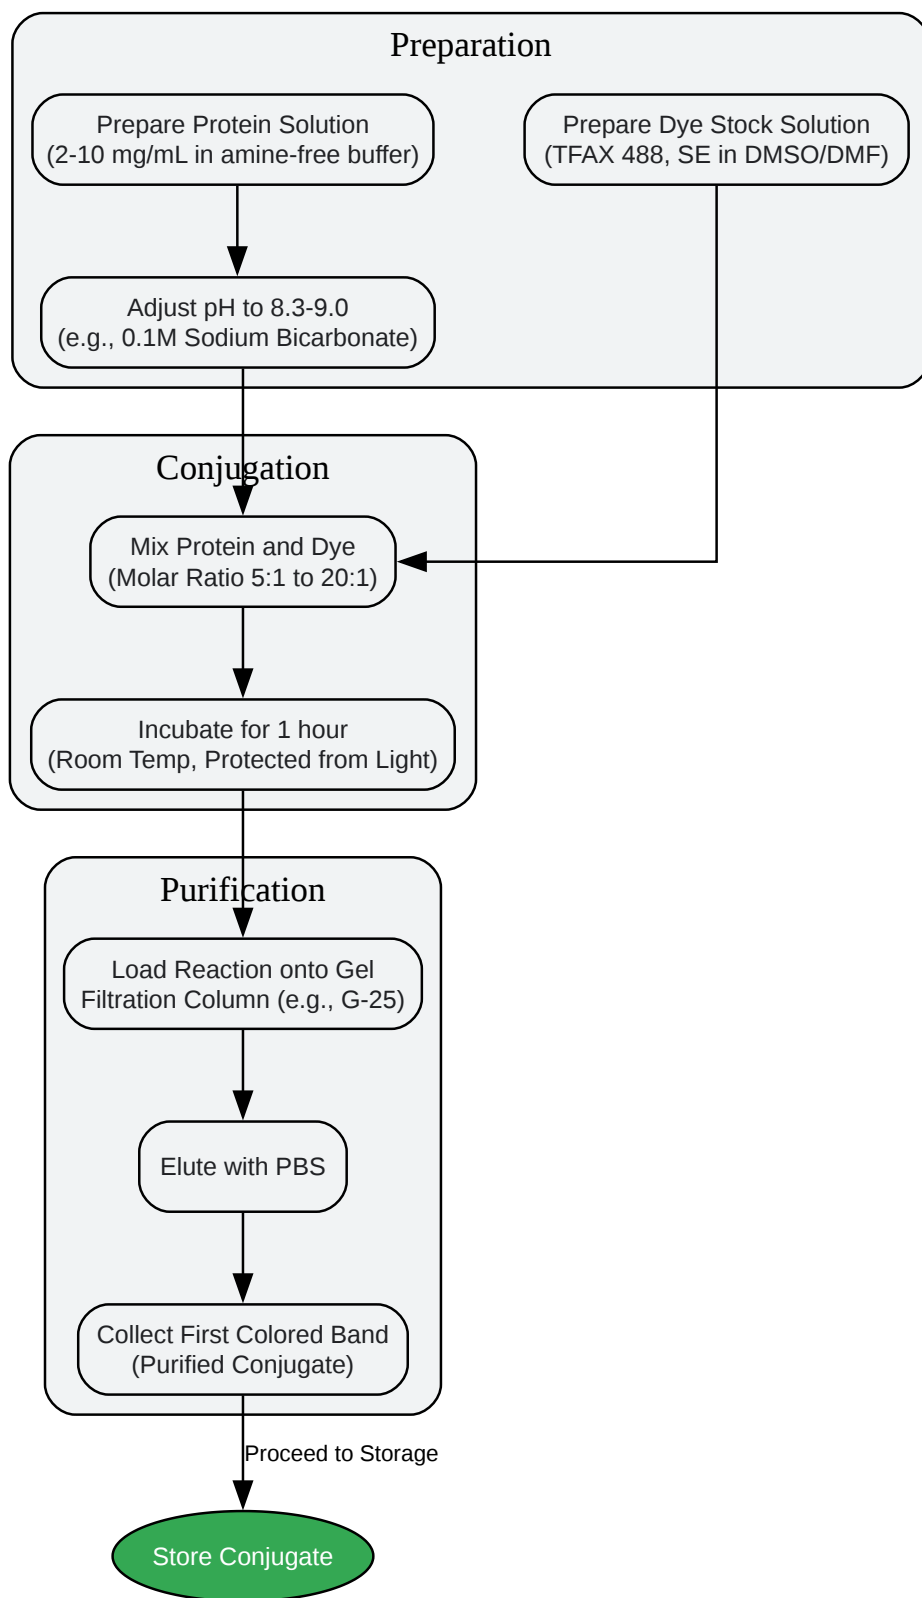 Preparation
Prepare Protein Solution
(2-10 mg/mL in amine-free buffer)
Prepare Dye Stock Solution
(TFAX 488, SE in DMSO/DMF)
Adjust pH to 8.3-9.0
(e.g., 0.1M Sodium Bicarbonate)
Conjugation
Mix Protein and Dye
(Molar Ratio 5:1 to 20:1)
Incubate for 1 hour
(Room Temp, Protected from Light)
Purification
Load Reaction onto Gel
Filtration Column (e.g., G-25)
Elute with PBS
Collect First Colored Band
(Purified Conjugate)
Proceed to Storage
Store Conjugate